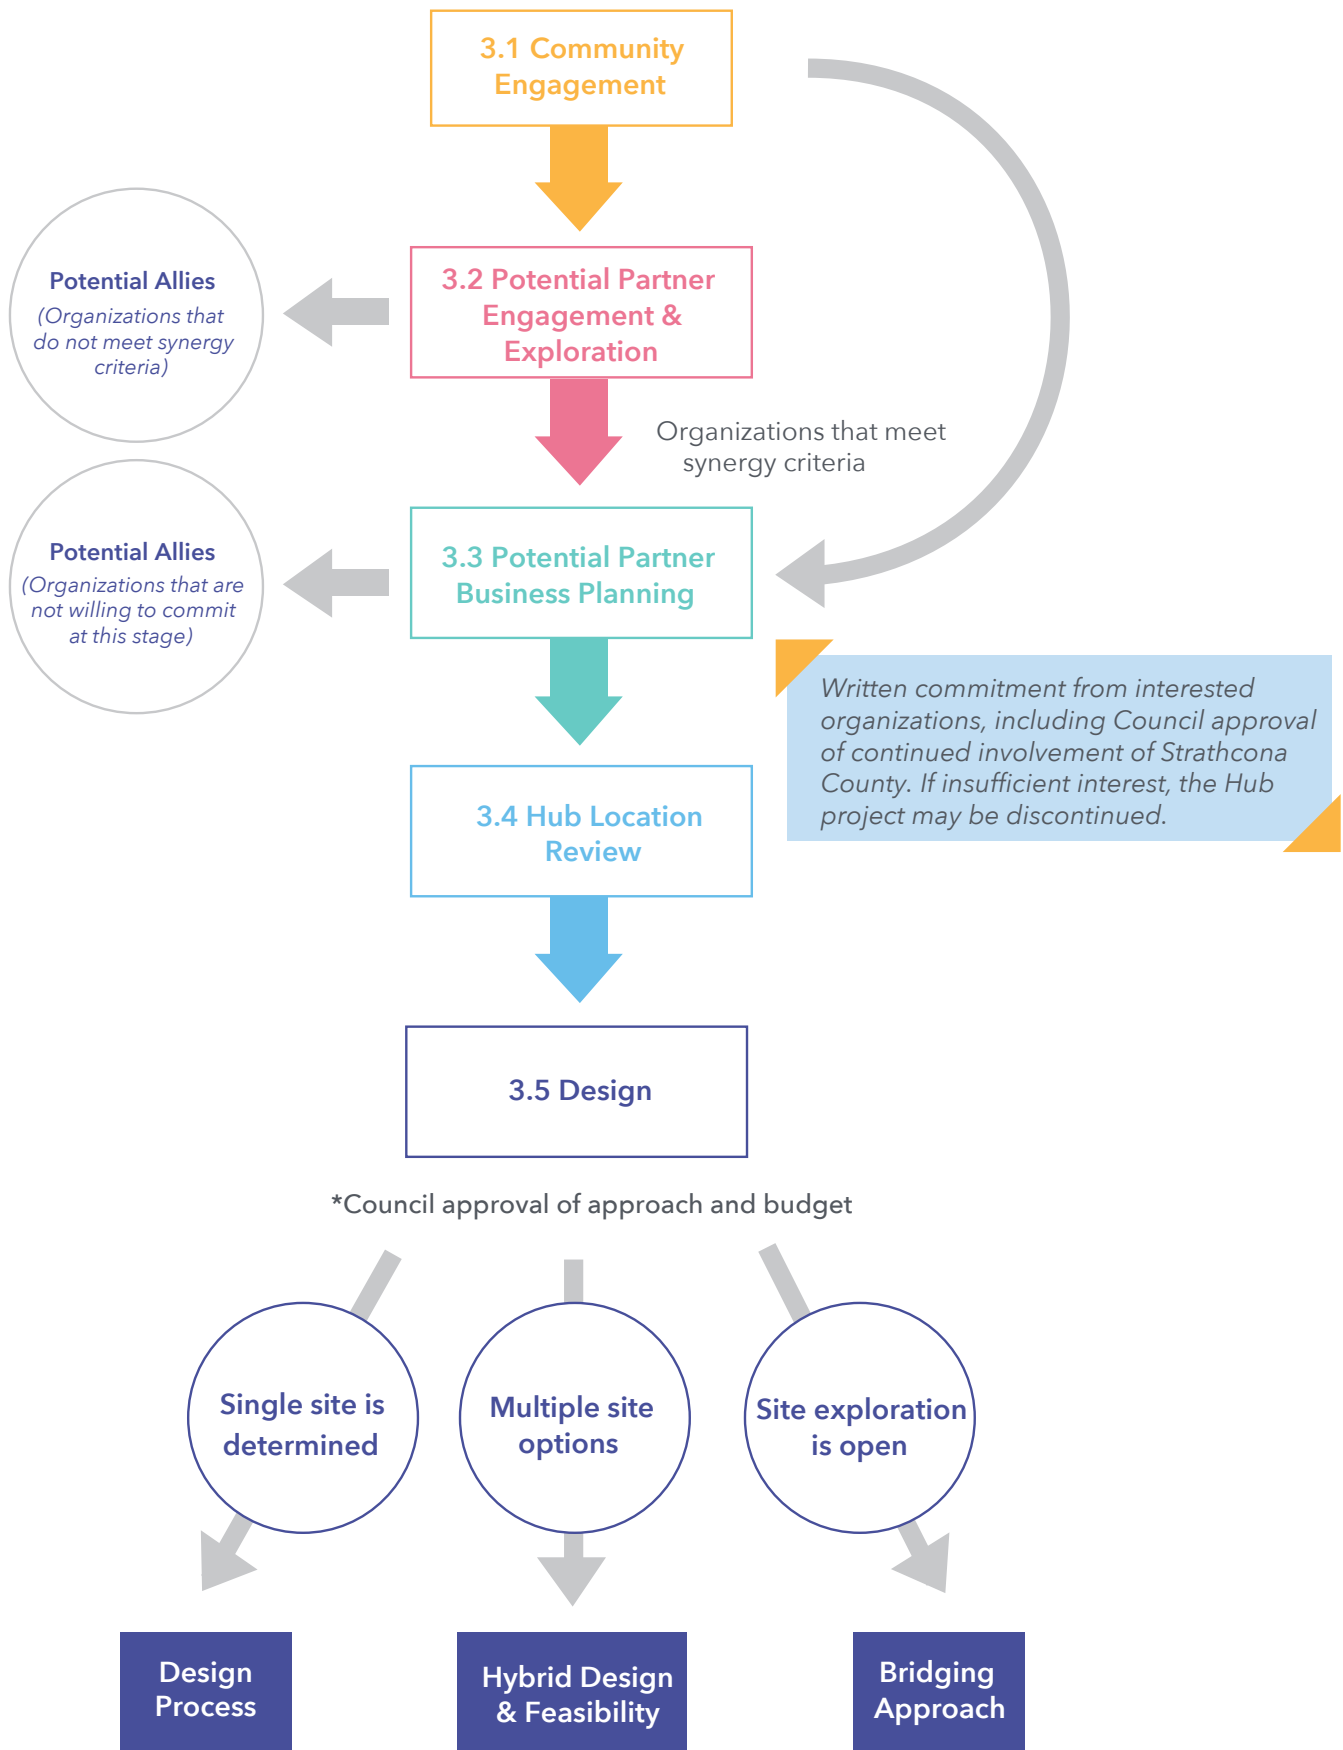 3.1 Community
Engagement
Potential Allies
(Organizations that
do not meet synergy
criteria)
3.2 Potential Partner
Engagement &
Exploration
Organizations that meet
synergy criteria
Potential Allies
(Organizations that are
not willing to commit
at this stage)
3.3 Potential Partner
Business Planning
Written commitment from interested
organizations, including Council approval
of continued involvement of Strathcona
County. If insufficient interest, the Hub
project may be discontinued.
3.4 Hub Location
Review
3.5 Design
*Council approval of approach and budget
Single site is
determined
Multiple site
options
Site exploration
is open
Design
Process
Hybrid Design
& Feasibility
Bridging
Approach